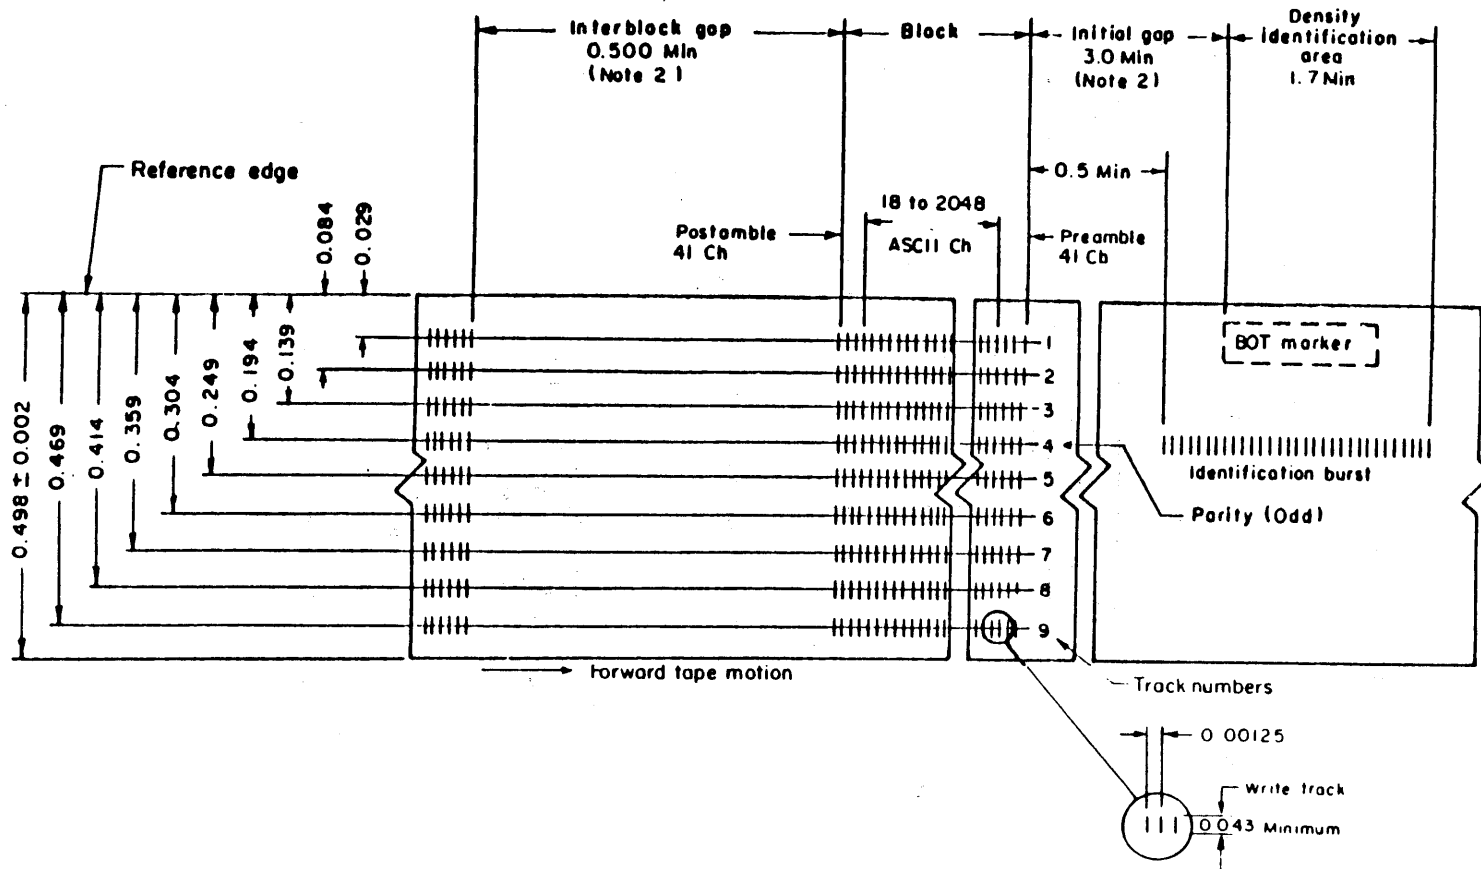 Interblock gap
0.500 Min
(Note 2)
Block
Initial gap
3.0 Min
(Note 2)
Density
identification
area
1.7 Min
Reference edge
0.5 Min
18 to 2048
ASCII Ch
Postamble
41 Ch
Preamble
41 Ch
0.084
0.029
0.498 ± 0.002
0.469
0.414
0.359
0.304
0.249
0.194
0.139
BOT marker
1
2
3
4
5
6
7
8
9
Identification burst
Parity (Odd)
Forward tape motion
Track numbers
0 00125
Write track
0 043 Minimum